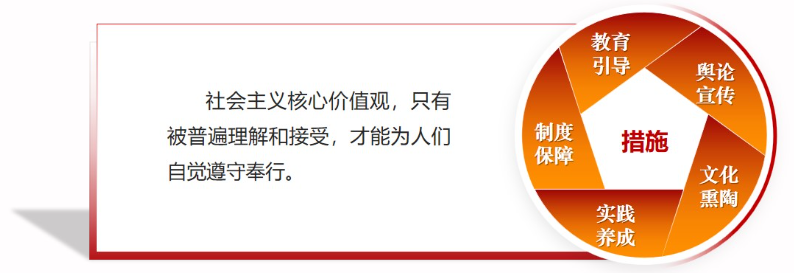 社会主义核心价值观，只有
被普遍理解和接受，才能为人们
自觉遵守奉行。
教育
引导
舆论
宣传
文化
熏陶
实践
养成
制度
保障
措施